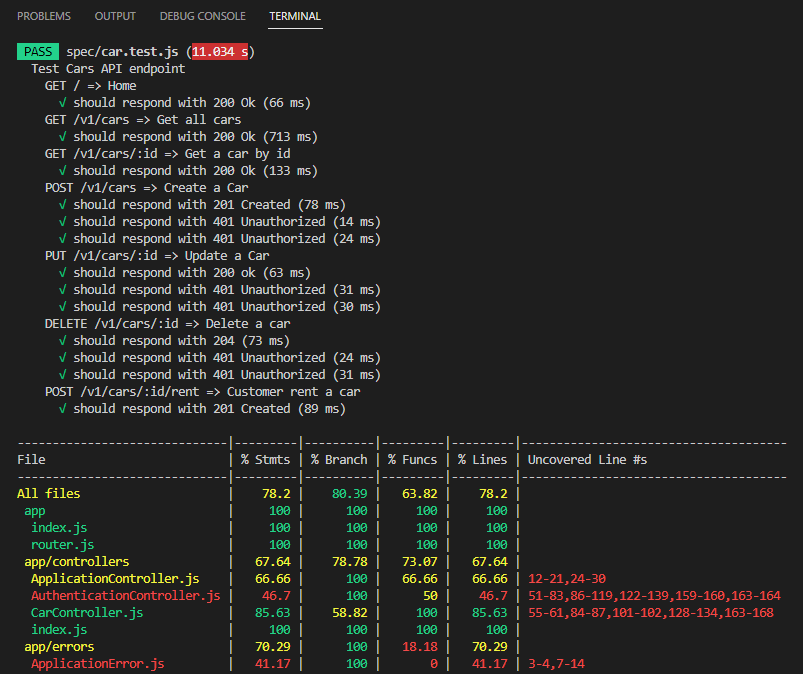 PROBLEMS OUTPUT DEBUG CONSOLE TERMINAL
PASS spec/car.test.js (11.034 s)
Test Cars API endpoint
GET / => Home
√ should respond with 200 Ok (66 ms)
GET /v1/cars => Get all cars
√ should respond with 200 Ok (713 ms)
GET /v1/cars/:id => Get a car by id
√ should respond with 200 Ok (133 ms)
POST /v1/cars => Create a Car
√ should respond with 201 Created (78 ms)
√ should respond with 401 Unauthorized (14 ms)
√ should respond with 401 Unauthorized (24 ms)
PUT /v1/cars/:id => Update a Car
√ should respond with 200 ok (63 ms)
√ should respond with 401 Unauthorized (31 ms)
√ should respond with 401 Unauthorized (30 ms)
DELETE /v1/cars/:id => Delete a car
√ should respond with 204 (73 ms)
√ should respond with 401 Unauthorized (24 ms)
√ should respond with 401 Unauthorized (31 ms)
POST /v1/cars/:id/rent => Customer rent a car
√ should respond with 201 Created (89 ms)
------------------------------|---------|----------|---------|---------|--------------------------------------
File | % Stmts | % Branch | % Funcs | % Lines | Uncovered Line #s
------------------------------|---------|----------|---------|---------|--------------------------------------
All files | 78.2 | 80.39 | 63.82 | 78.2 |
app | 100 | 100 | 100 | 100 |
index.js | 100 | 100 | 100 | 100 |
router.js | 100 | 100 | 100 | 100 |
app/controllers | 67.64 | 78.78 | 73.07 | 67.64 |
ApplicationController.js | 66.66 | 100 | 66.66 | 66.66 | 12-21,24-30
AuthenticationController.js | 46.7 | 100 | 50 | 46.7 | 51-83,86-119,122-139,159-160,163-164
CarController.js | 85.63 | 58.82 | 100 | 85.63 | 55-61,84-87,101-102,128-134,163-168
index.js | 100 | 100 | 100 | 100 |
app/errors | 70.29 | 100 | 18.18 | 70.29 |
ApplicationError.js | 41.17 | 100 | 0 | 41.17 | 3-4,7-14